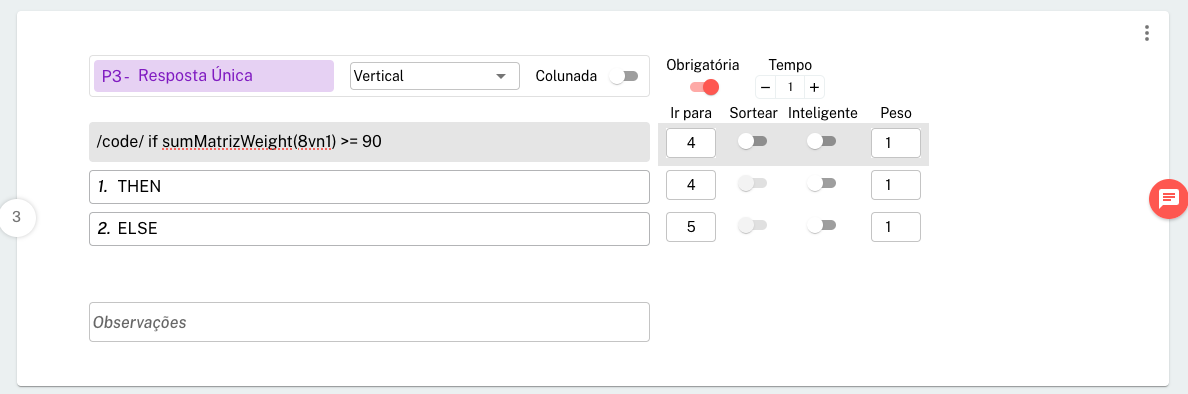 P3 - Resposta Única
Vertical
Colunada
Obrigatória
Tempo
− 1 +
Ir para Sortear Inteligente Peso
/code/ if sumMatrizWeight(8vn1) >= 90
4
1
1. THEN
4
1
2. ELSE
5
1
3
Observações